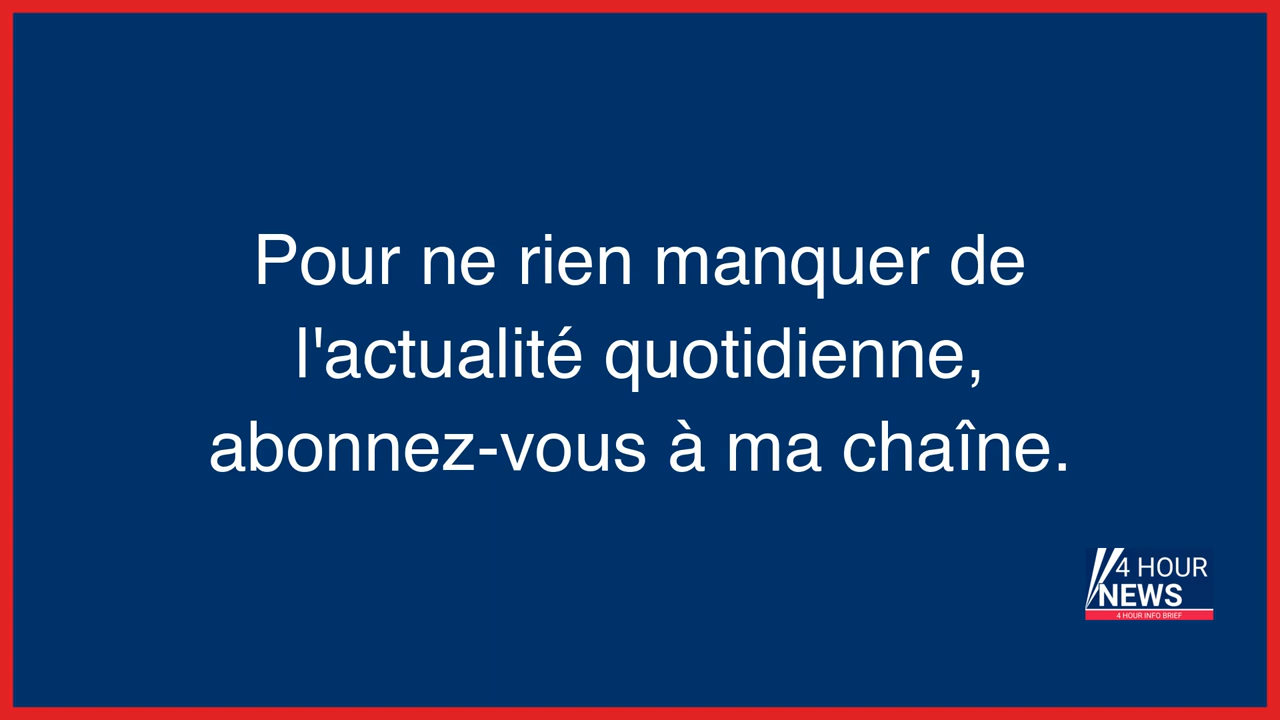 Pour ne rien manquer de
l'actualité quotidienne,
abonnez-vous à ma chaîne.
4 HOUR
NEWS
4 HOUR INFO BRIEF